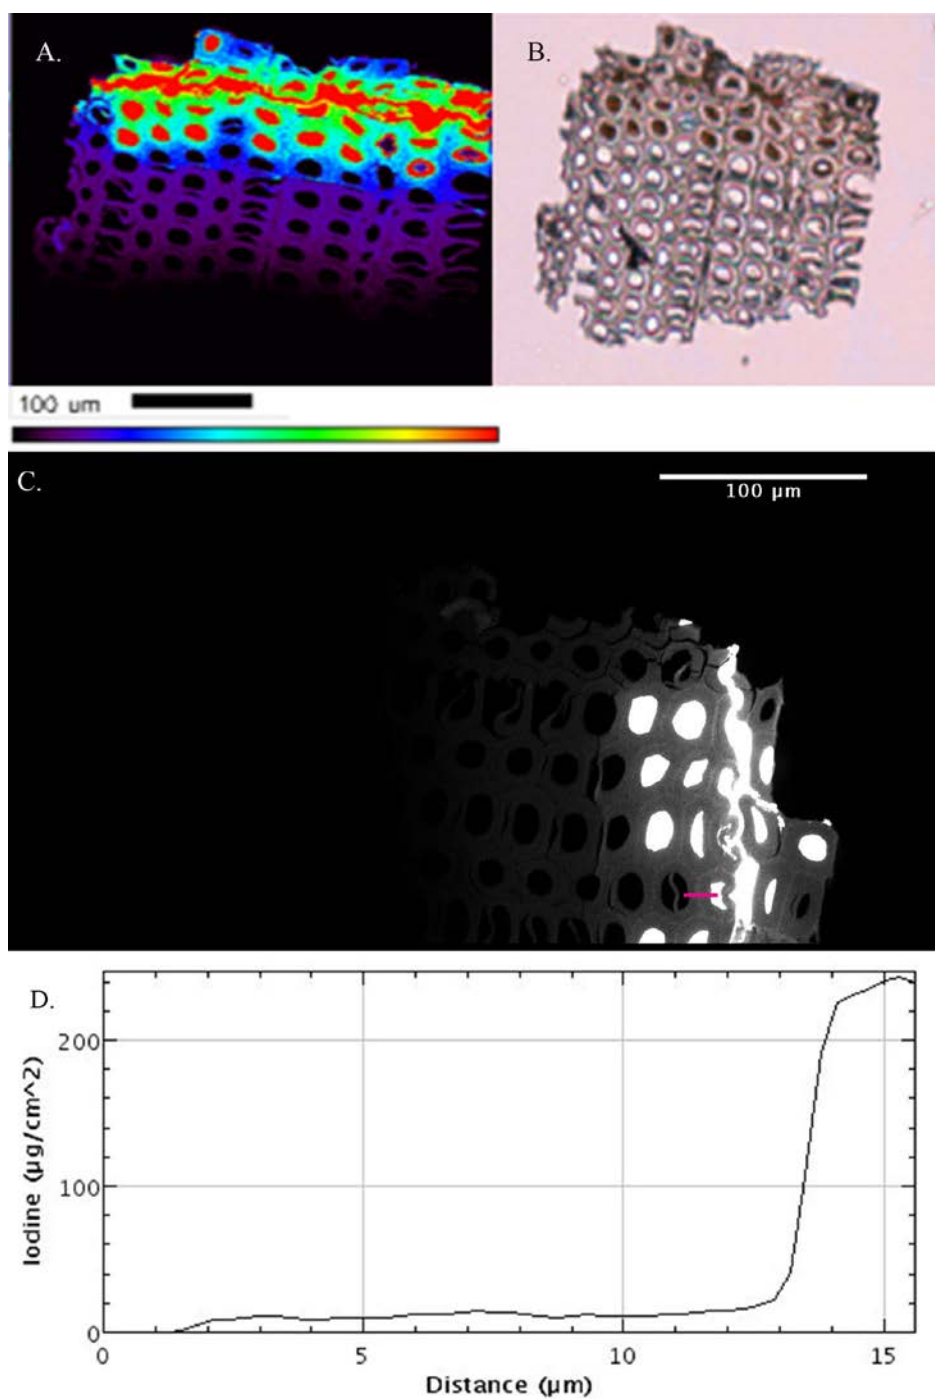 A.
B.
100 um
C.
100 µm
D.
200
100
0
Iodine (µg/cm^2)
0
5
10
15
Distance (µm)